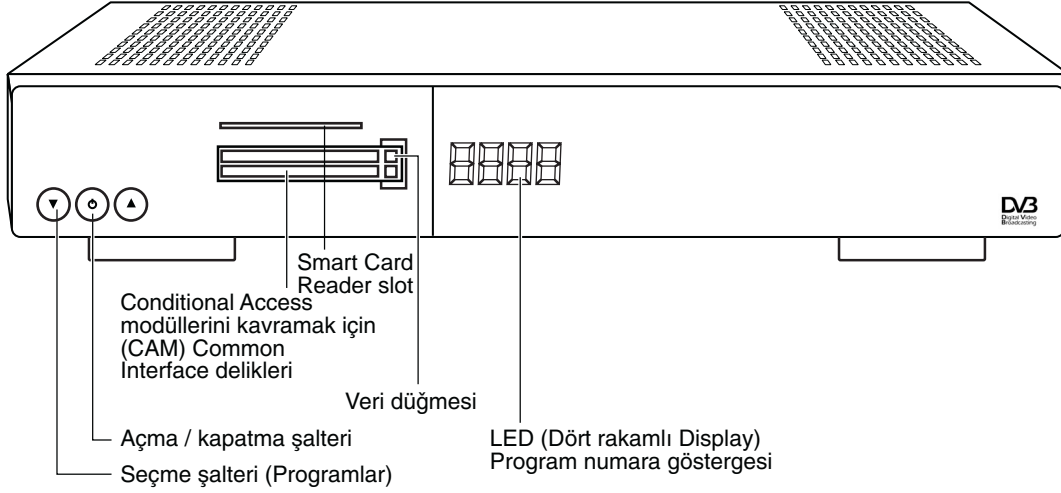 DVB
Digital Video
Broadcasting
Smart Card
Reader slot
Conditional Access
modüllerini kavramak için
(CAM) Common
Interface delikleri
Veri düğmesi
Açma / kapatma şalteri
LED (Dört rakamlı Display)
Program numara göstergesi
Seçme şalteri (Programlar)